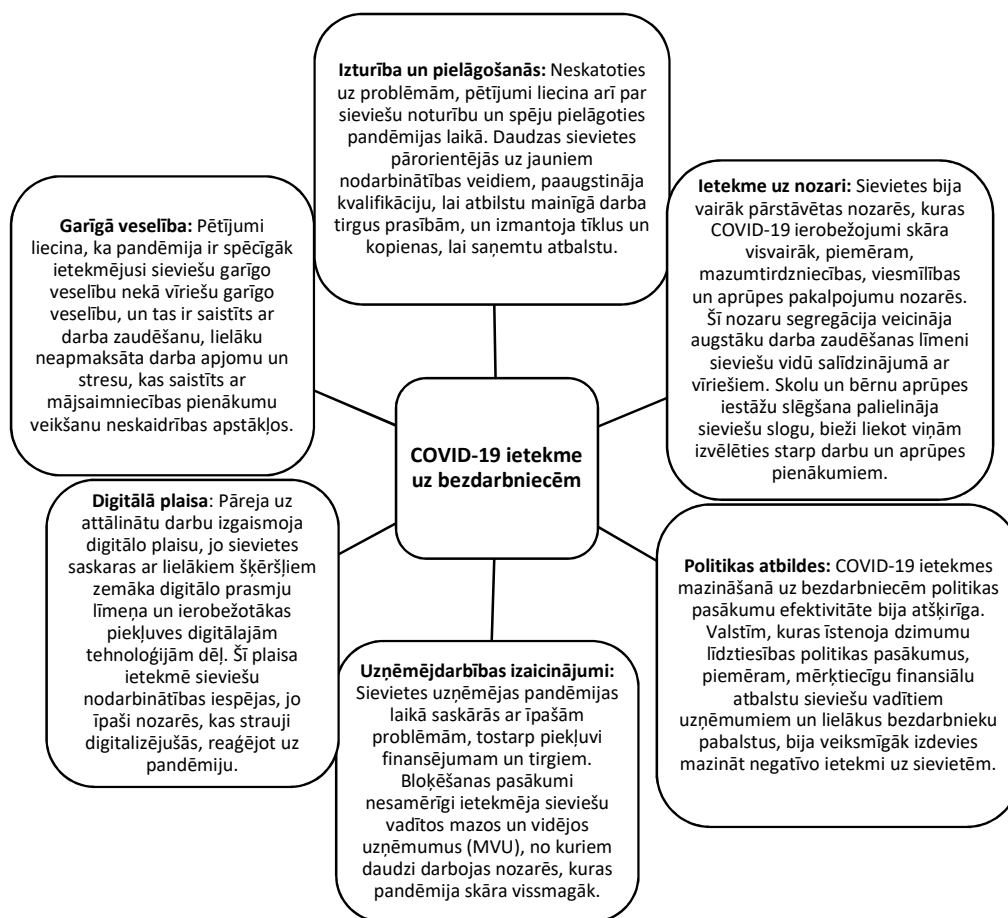 Izturība un pielāgošanās: Neskatoties
uz problēmām, pētījumi liecina arī par
sieviešu noturību un spēju pielāgoties
pandēmijas laikā. Daudzas sievietes
pārorientējās uz jauniem
nodarbinātības veidiem, paaugstināja
kvalifikāciju, lai atbilstu mainīgā darba
tirgus prasībām, un izmantoja tīklus un
kopienas, lai saņemtu atbalstu.
Ietekme uz nozari: Sievietes bija
vairāk pārstāvētas nozarēs, kuras
COVID-19 ierobežojumi skāra
visvairāk, piemēram,
mazumtirdzniecības, viesmīlības
un aprūpes pakalpojumu nozarēs.
Šī nozaru segregācija veicināja
augstāku darba zaudēšanas līmeni
sieviešu vidū salīdzinājumā ar
vīriešiem. Skolu un bērnu aprūpes
iestāžu slēgšana palielināja
sieviešu slogu, bieži liekot viņām
izvēlēties starp darbu un aprūpes
pienākumiem.
Politikas atbildes: COVID-19 ietekmes
mazināšanā uz bezdarbniecēm politikas
pasākumu efektivitāte bija atšķirīga.
Valstīm, kuras īstenoja dzimumu
līdztiesības politikas pasākumus,
piemēram, mērķtiecīgu finansiālu
atbalstu sieviešu vadītiem
uzņēmumiem un lielākus bezdarbnieku
pabalstus, bija veiksmīgāk izdevies
mazināt negatīvo ietekmi uz sievietēm.
Uzņēmējdarbības izaicinājumi:
Sievietes uzņēmējas pandēmijas
laikā saskārās ar īpašām
problēmām, tostarp piekļuvi
finansējumam un tirgiem.
Bloķēšanas pasākumi
nesamērīgi ietekmēja sieviešu
vadītos mazos un vidējos
uzņēmumus (MVU), no kuriem
daudzi darbojas nozarēs, kuras
pandēmija skāra vissmagāk.
Digitālā plaisa: Pāreja uz
attālinātu darbu izgaismoja
digitālo plaisu, jo sievietes
saskaras ar lielākiem šķēršļiem
zemāka digitālo prasmju
līmeņa un ierobežotākas
piekļuves digitālajām
tehnoloģijām dēļ. Šī plaisa
ietekmē sieviešu
nodarbinātības iespējas, jo
īpaši nozarēs, kas strauji
digitalizējušās, reaģējot uz
pandēmiju.
Garīgā veselība: Pētījumi
liecina, ka pandēmija ir spēcīgāk
ietekmējusi sieviešu garīgo
veselību nekā vīriešu garīgo
veselību, un tas ir saistīts ar
darba zaudēšanu, lielāku
neapmaksāta darba apjomu un
stresu, kas saistīts ar
mājsaimniecības pienākumu
veikšanu neskaidrības apstākļos.
COVID-19 ietekme
uz bezdarbniecēm